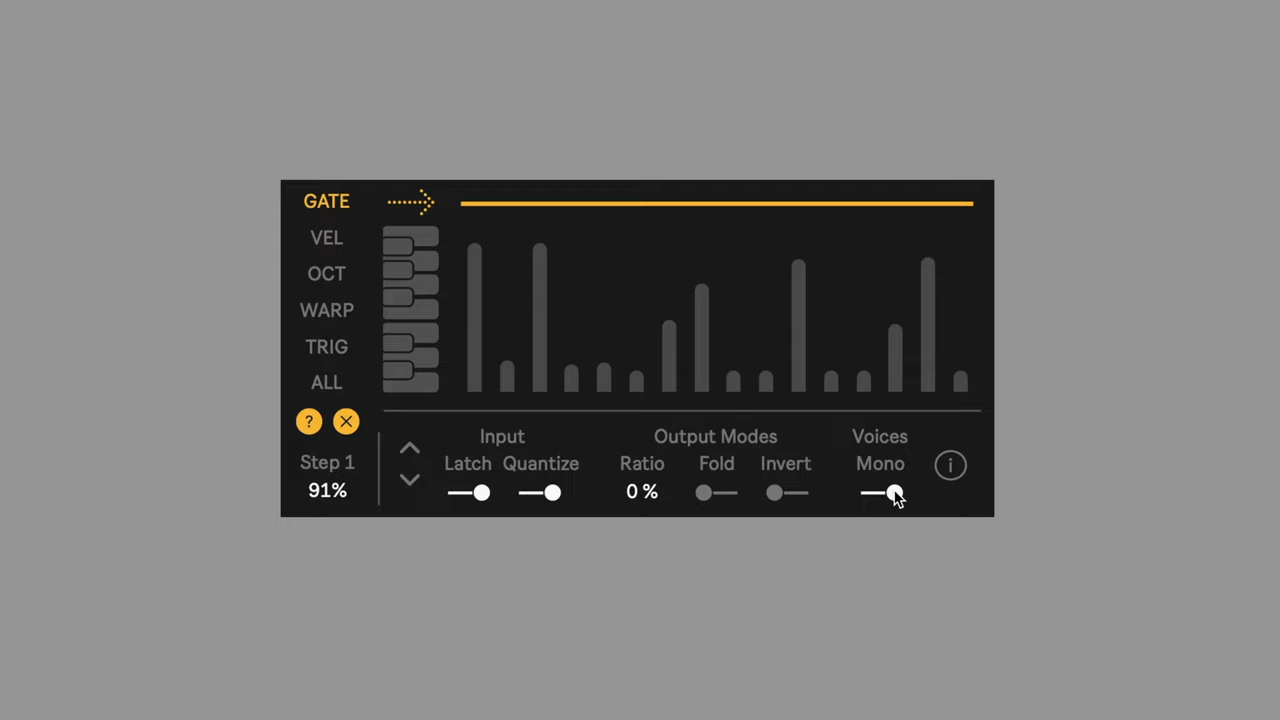 GATE
VEL
OCT
WARP
TRIG
ALL
?
Step 1
91%
Input
Latch Quantize
Output Modes
Ratio Fold Invert
0 %
Voices
Mono
i